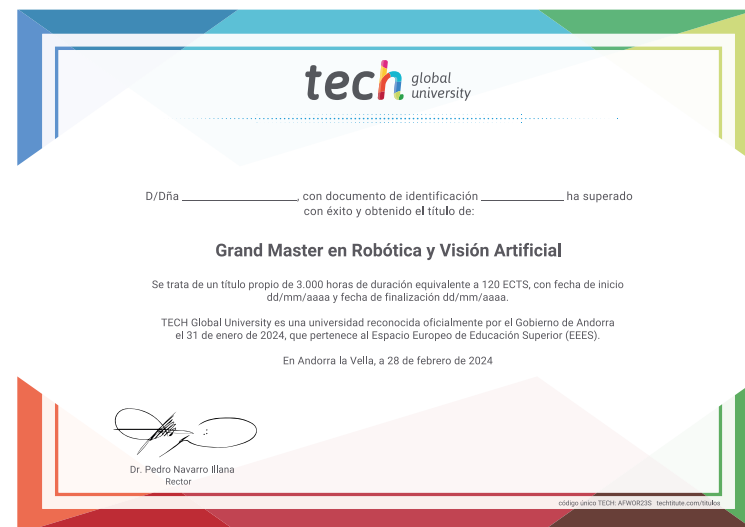 tech global university
D/Dña ______________, con documento de identificación ____________ ha superado
con éxito y obtenido el título de:
Grand Master en Robótica y Visión Artificial
Se trata de un título propio de 3.000 horas de duración equivalente a 120 ECTS, con fecha de inicio
dd/mm/aaaa y fecha de finalización dd/mm/aaaa.
TECH Global University es una universidad reconocida oficialmente por el Gobierno de Andorra
el 31 de enero de 2024, que pertenece al Espacio Europeo de Educación Superior (EEES).
En Andorra la Vella, a 28 de febrero de 2024
Dr. Pedro Navarro Illana
Rector
código único TECH: AFWOR23S techtitute.com/titulos